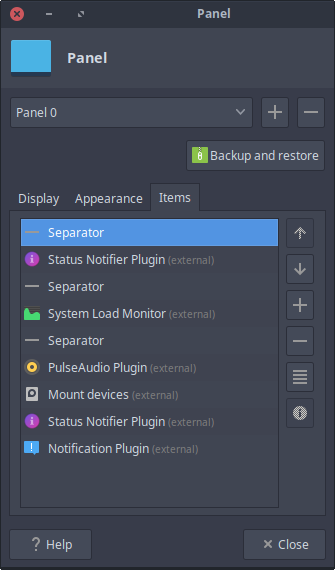 Panel
Panel
Panel 0
Backup and restore
Display Appearance Items
Separator
Status Notifier Plugin (external)
Separator
System Load Monitor (external)
Separator
PulseAudio Plugin (external)
Mount devices (external)
Status Notifier Plugin (external)
Notification Plugin (external)
? Help
Close